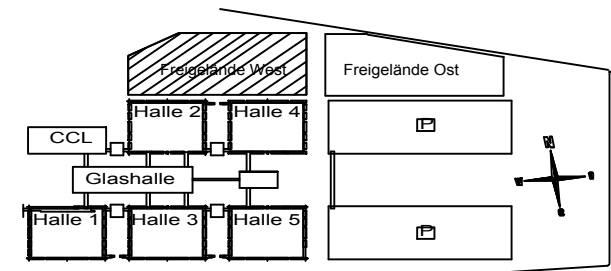 Freigelände West
Freigelände Ost
Halle 2
Halle 4
P
CCL
N
Glashalle
Halle 1
Halle 3
Halle 5
P